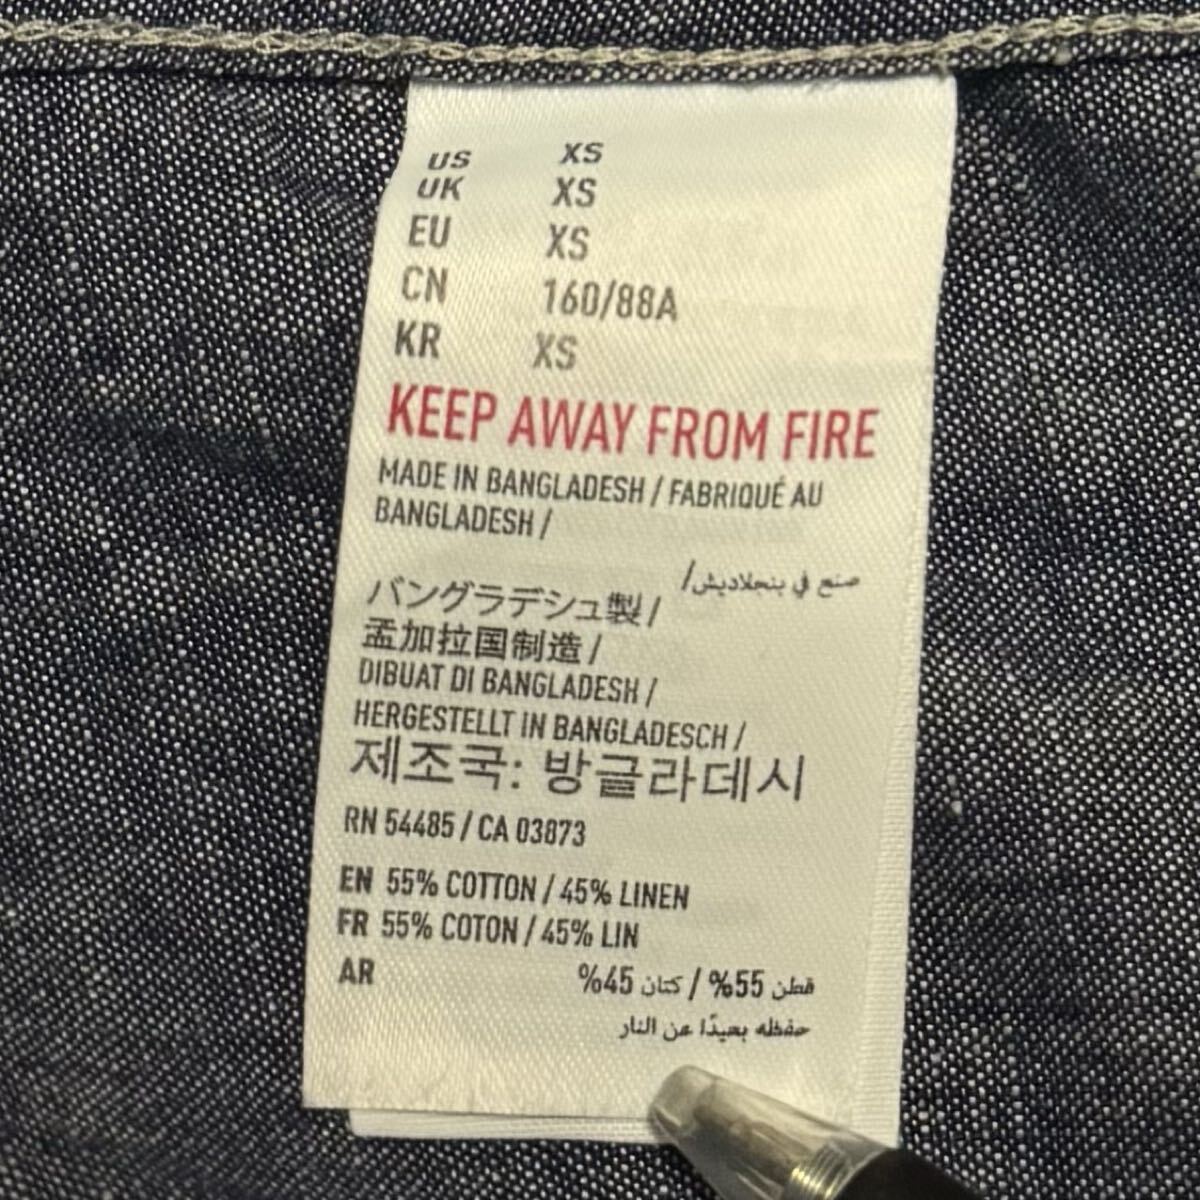 US XS
UK XS
EU XS
CN 160/88A
KR XS
KEEP AWAY FROM FIRE
MADE IN BANGLADESH / FABRIQUÉ AU
BANGLADESH /
صنع في بنجلاديش/
バングラデシュ製 /
孟加拉国制造 /
DIBUAT DI BANGLADESH /
HERGESTELLT IN BANGLADESCH /
제조국: 방글라데시
RN 54485 / CA 03873
EN 55% COTTON / 45% LINEN
FR 55% COTON / 45% LIN
AR قطن 55% / كتان 45%
حفظه بعيدًا عن النار